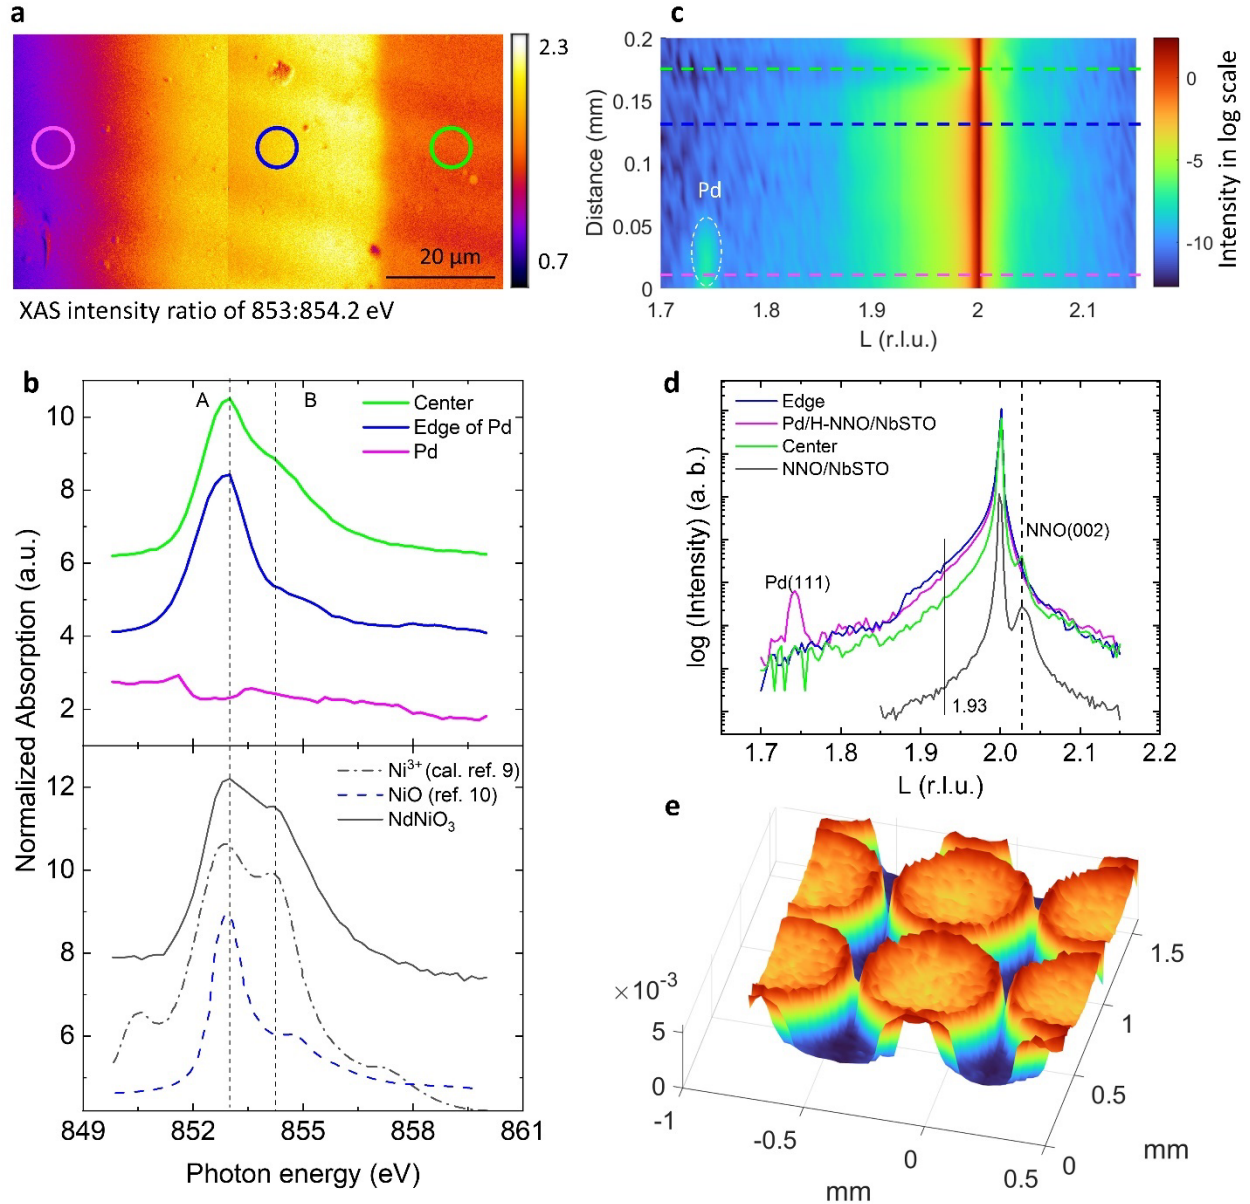 a
2.3
0.7
20 µm
XAS intensity ratio of 853:854.2 eV
b
A
B
Center
Edge of Pd
Pd
10
8
6
4
2
Ni³⁺ (cal. ref. 9)
NiO (ref. 10)
NdNiO₃
12
10
8
6
Normalized Absorption (a.u.)
849
852
855
858
861
Photon energy (eV)
c
0.2
0.15
0.1
0.05
0
Distance (mm)
Pd
1.7
1.8
1.9
2
2.1
L (r.l.u.)
0
-5
-10
Intensity in log scale
d
Edge
Pd/H-NNO/NbSTO
Center
NNO/NbSTO
NNO(002)
Pd(111)
1.93
log (Intensity) (a. b.)
1.7
1.8
1.9
2.0
2.1
2.2
L (r.l.u.)
e
×10⁻³
5
0
-1
-0.5
0
0.5
mm
0
0.5
1
1.5
mm